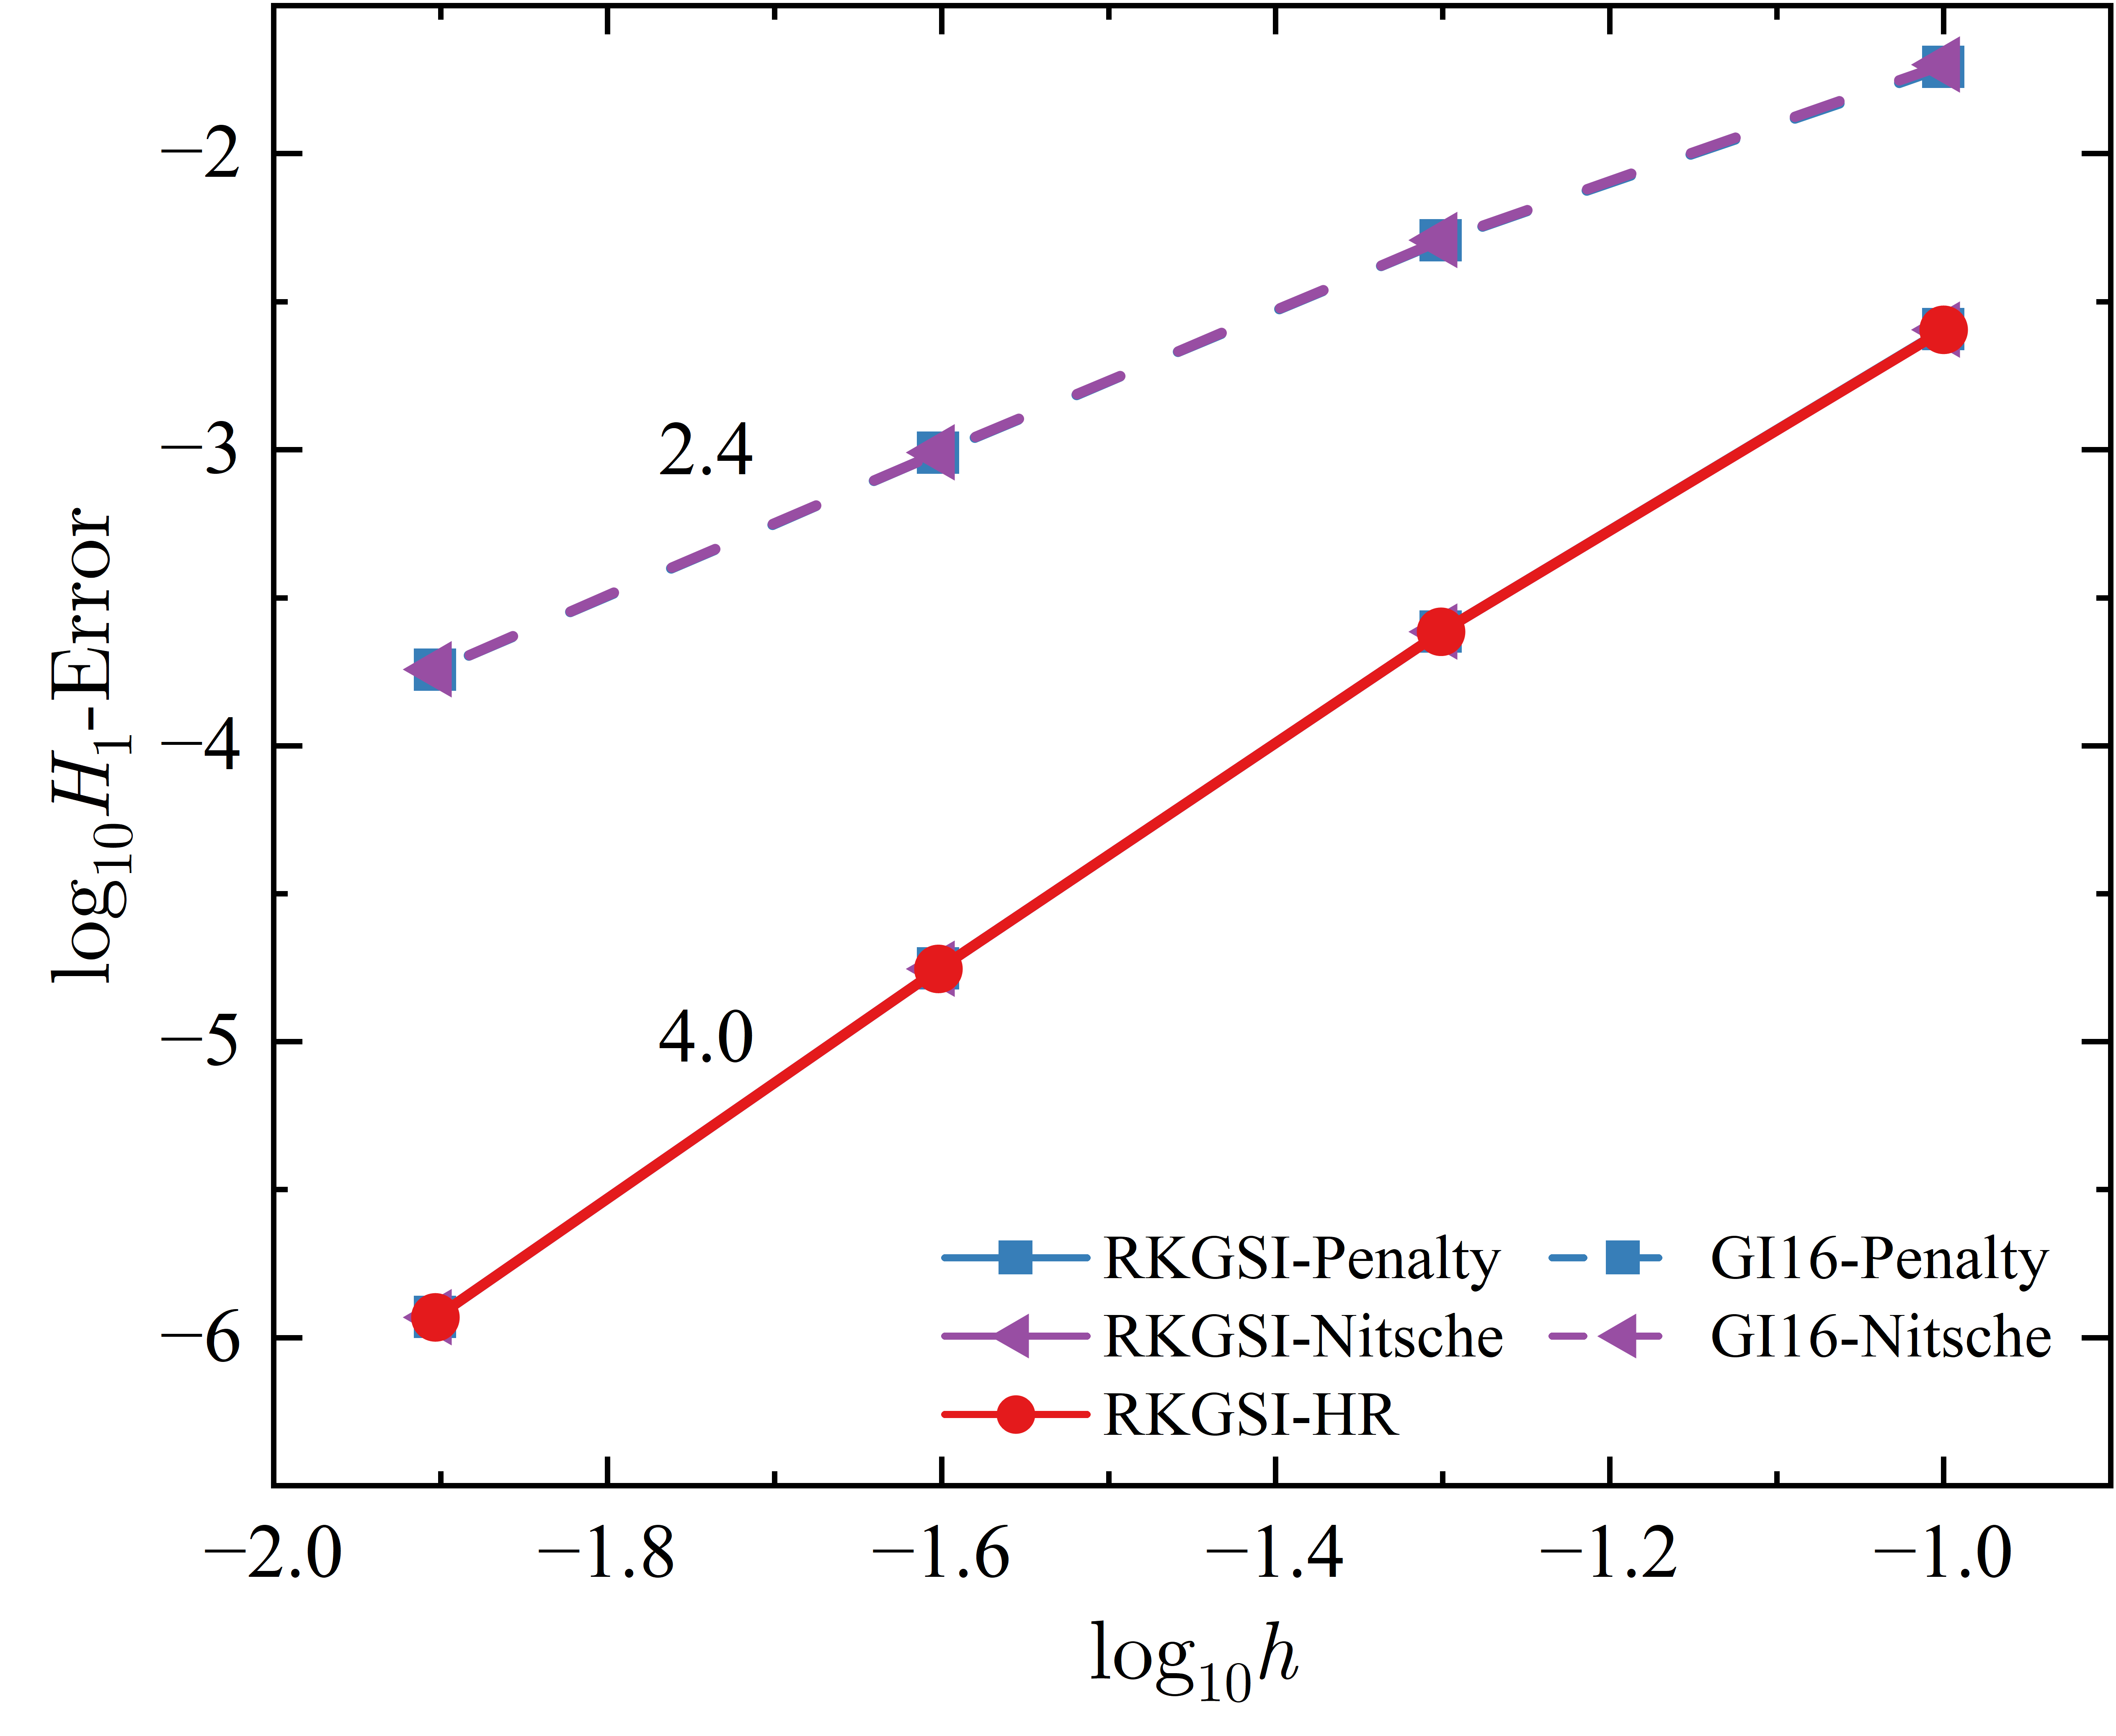 −2
−3
−4
−5
−6
log₁₀H₁-Error
2.4
4.0
RKGSI-Penalty GI16-Penalty
RKGSI-Nitsche GI16-Nitsche
RKGSI-HR
−2.0 −1.8 −1.6 −1.4 −1.2 −1.0
log₁₀h